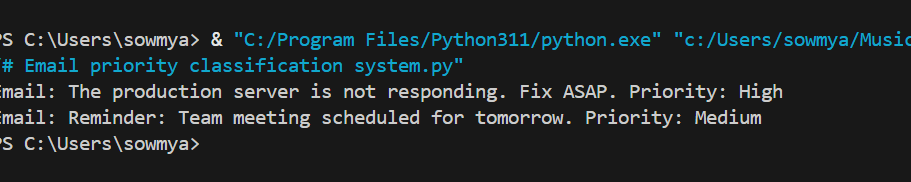 PS C:\Users\sowmya> & "C:/Program Files/Python311/python.exe" "c:/Users/sowmya/Music
/# Email priority classification system.py"
Email: The production server is not responding. Fix ASAP. Priority: High
Email: Reminder: Team meeting scheduled for tomorrow. Priority: Medium
PS C:\Users\sowmya>